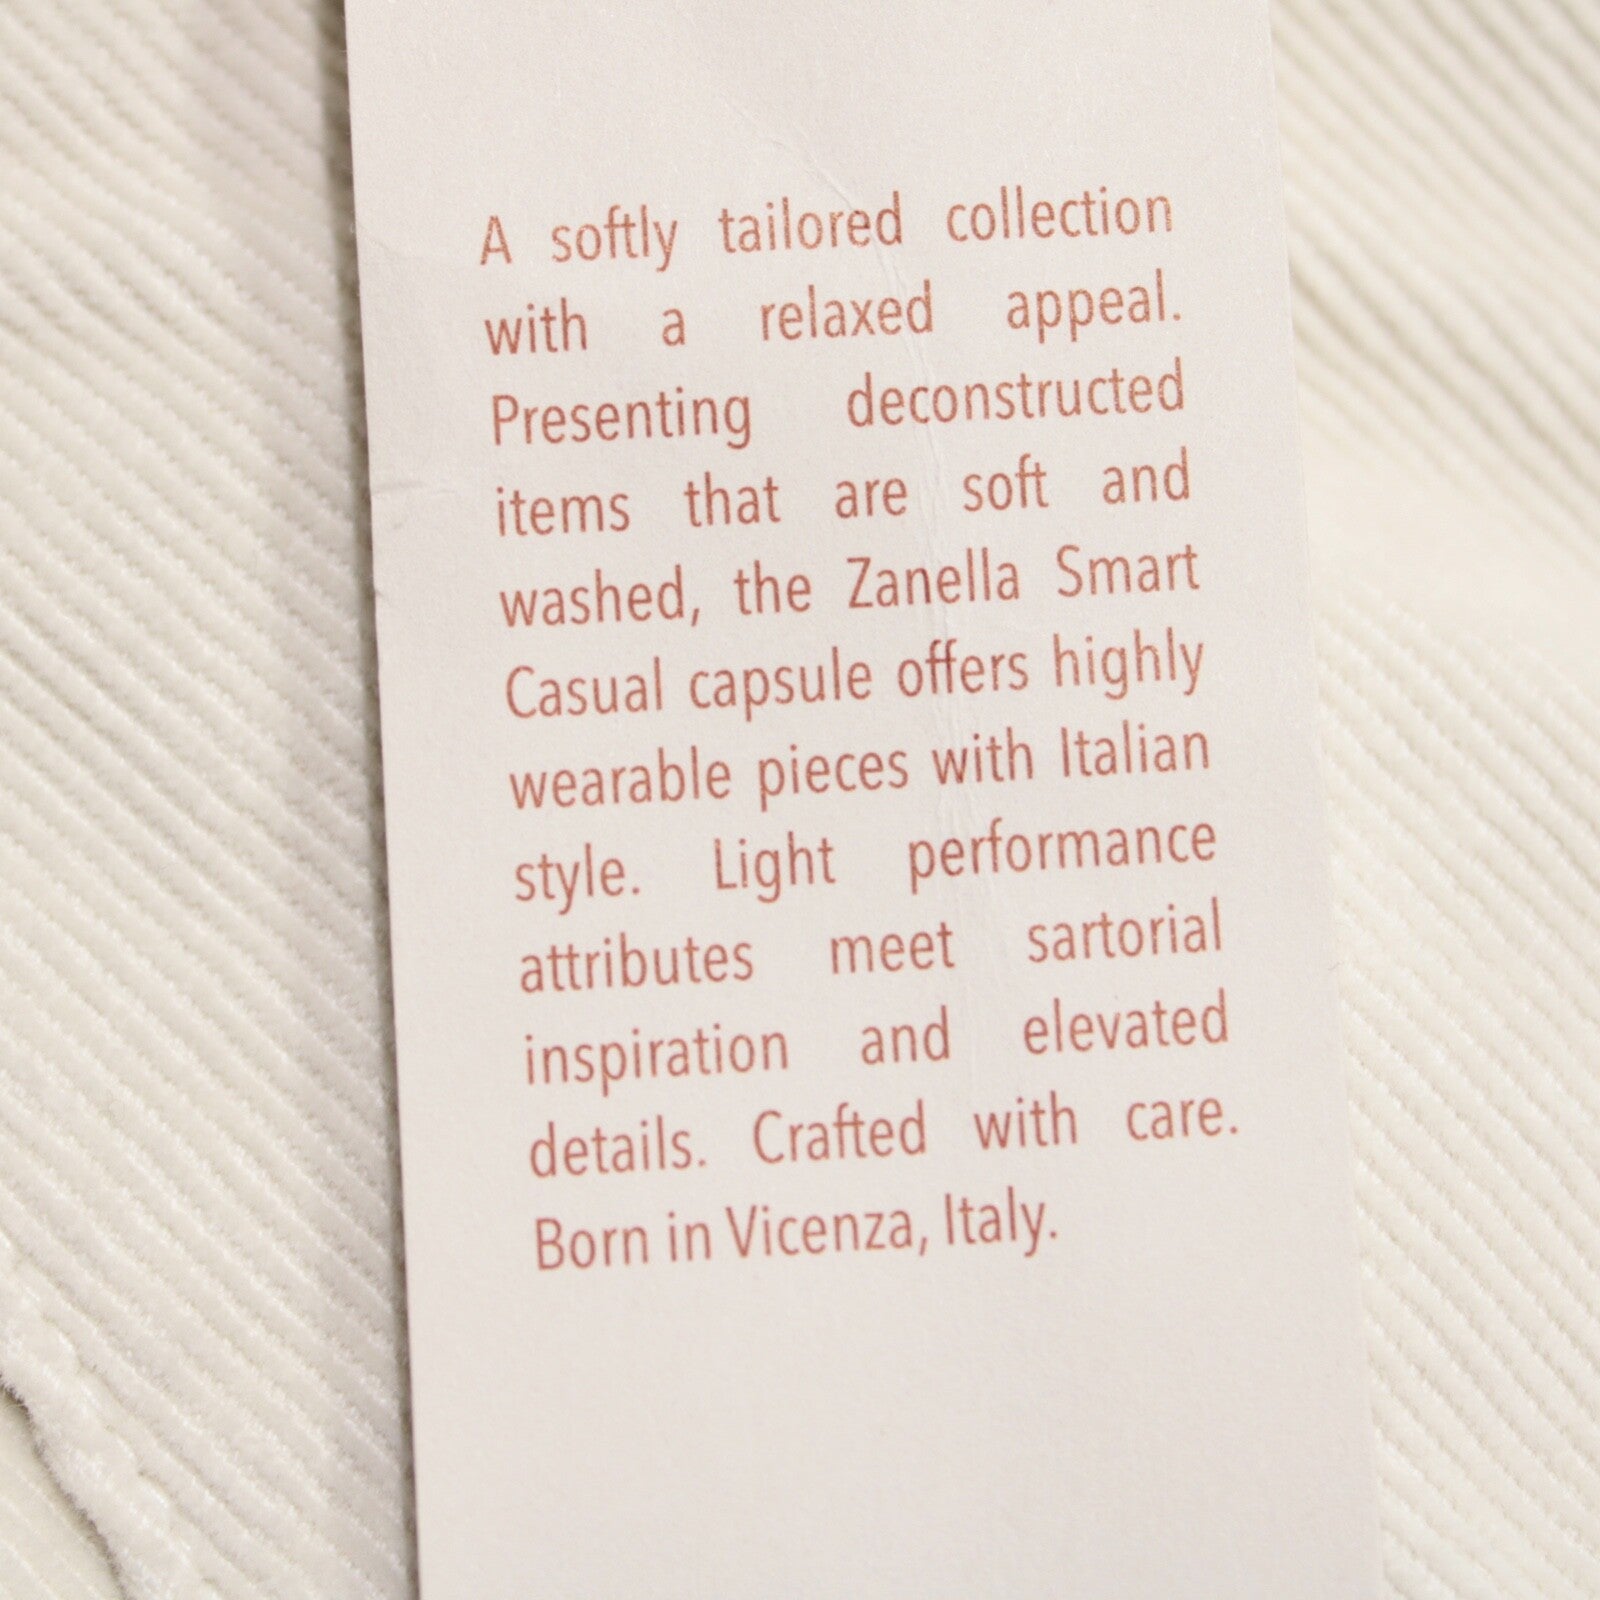 A softly tailored collection
with a relaxed appeal.
Presenting deconstructed
items that are soft and
washed, the Zanella Smart
Casual capsule offers highly
wearable pieces with Italian
style. Light performance
attributes meet sartorial
inspiration and elevated
details. Crafted with care.
Born in Vicenza, Italy.